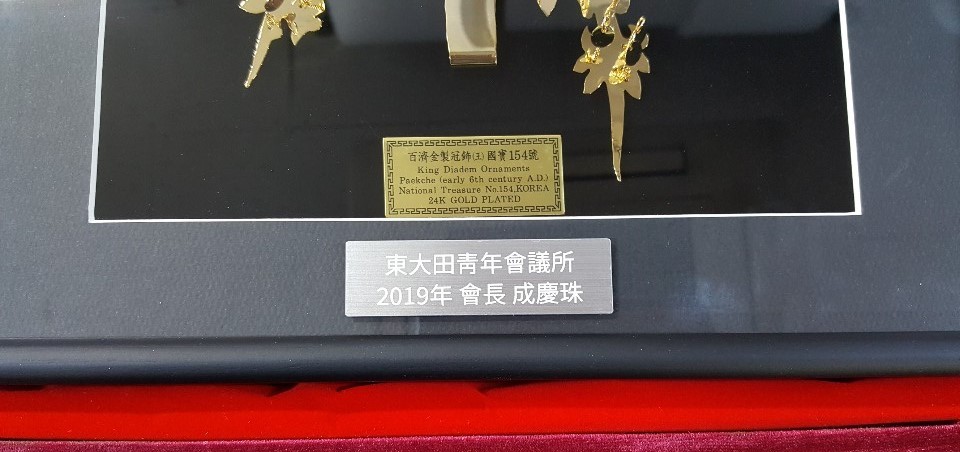 百濟金製冠飾(王)國寶154號
King Diadem Ornaments
Paekche (early 6th century A.D.)
National Treasure No.154,KOREA
24K GOLD PLATED
東大田靑年會議所
2019年 會長 成慶珠